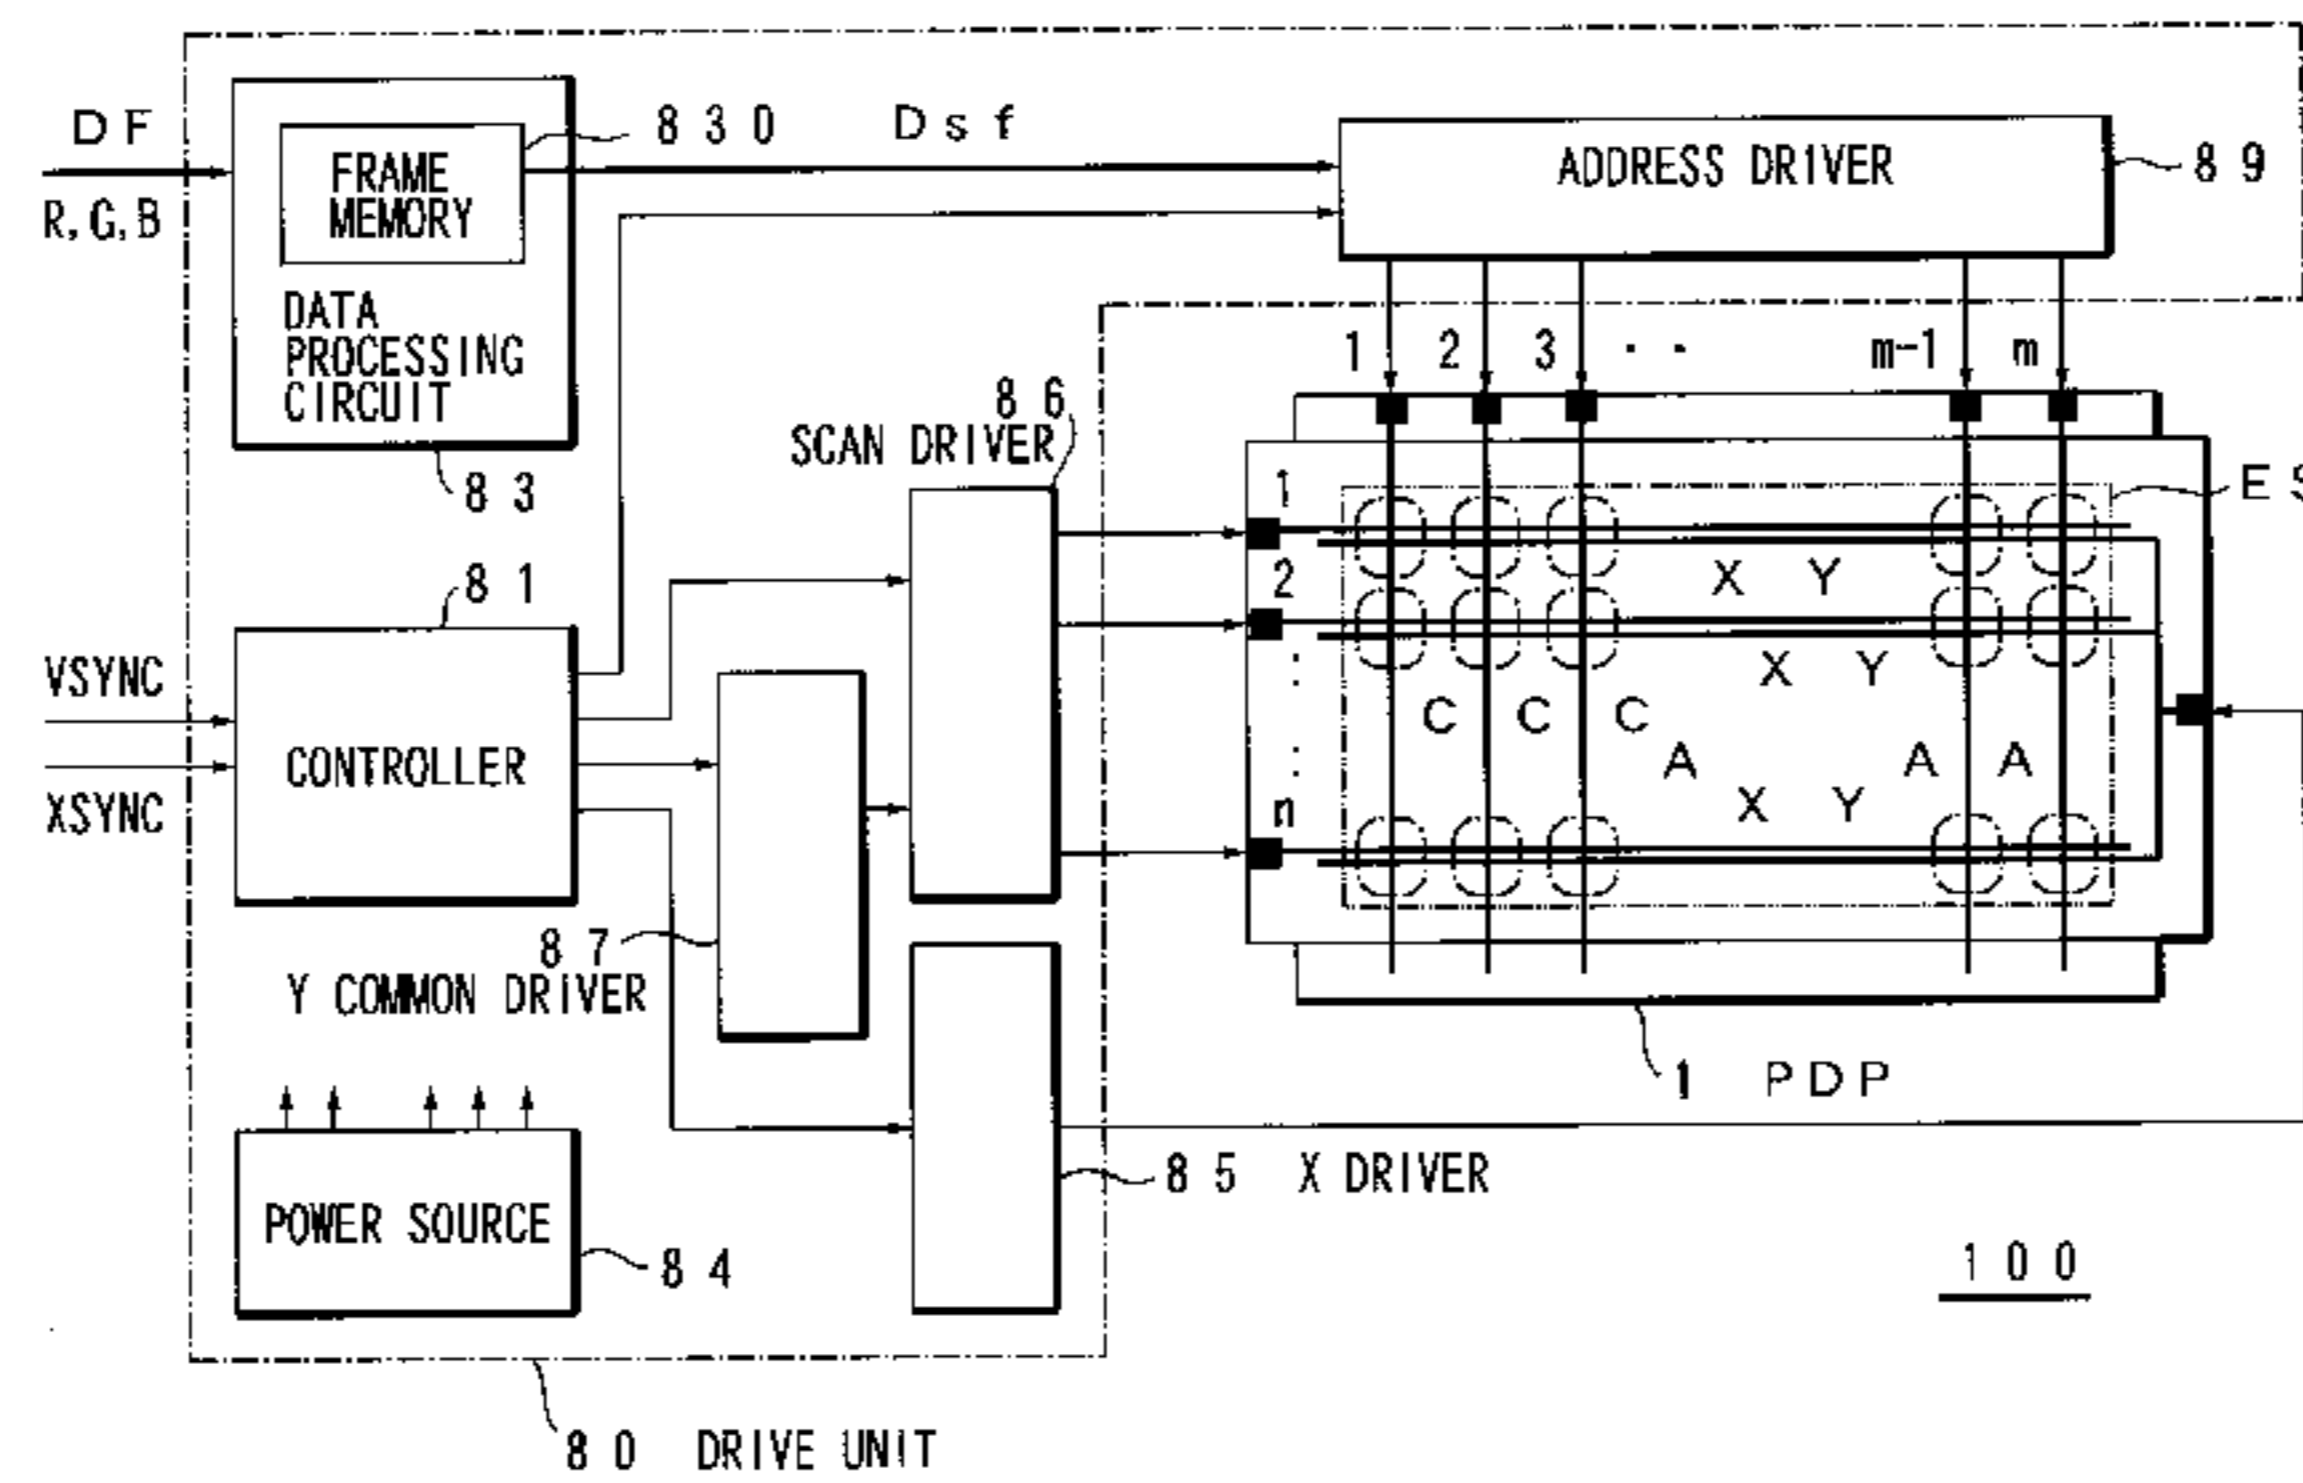 DF
830
Dsf
FRAME
MEMORY
R,G,B
ADDRESS DRIVER
89
DATA
PROCESSING
CIRCUIT
83
1 2 3 · · m-1 m
86
SCAN DRIVER
ES
1
2
n
X Y
X Y
C C C
A A A
X Y
81
VSYNC
CONTROLLER
XSYNC
87
Y COMMON DRIVER
1 PDP
85 X DRIVER
POWER SOURCE
84
100
80 DRIVE UNIT